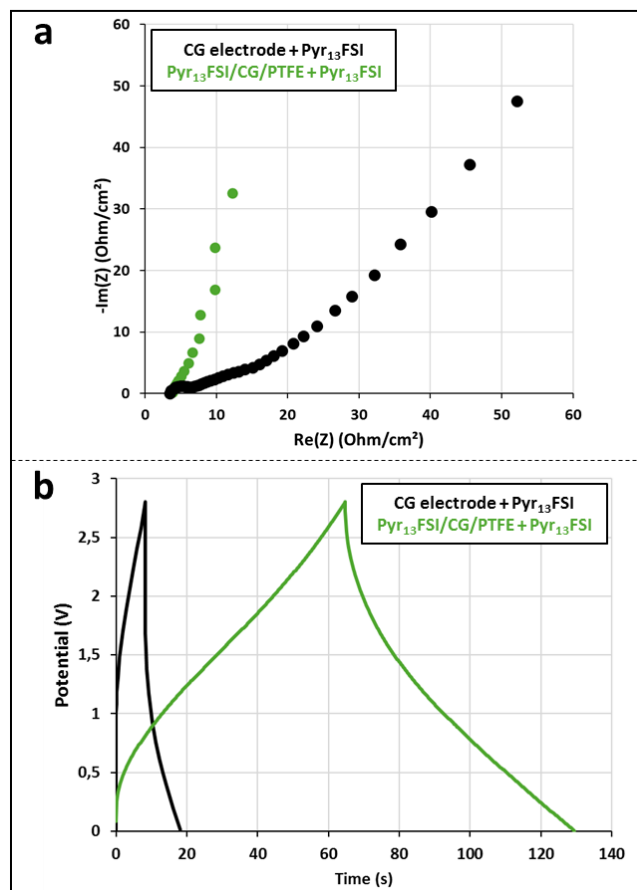 a
CG electrode + Pyr₁₃FSI
Pyr₁₃FSI/CG/PTFE + Pyr₁₃FSI
60
50
40
30
20
10
0
-Im(Z) (Ohm/cm²)
0 10 20 30 40 50 60
Re(Z) (Ohm/cm²)
b
CG electrode + Pyr₁₃FSI
Pyr₁₃FSI/CG/PTFE + Pyr₁₃FSI
3
2,5
2
1,5
1
0,5
0
Potential (V)
0 20 40 60 80 100 120 140
Time (s)